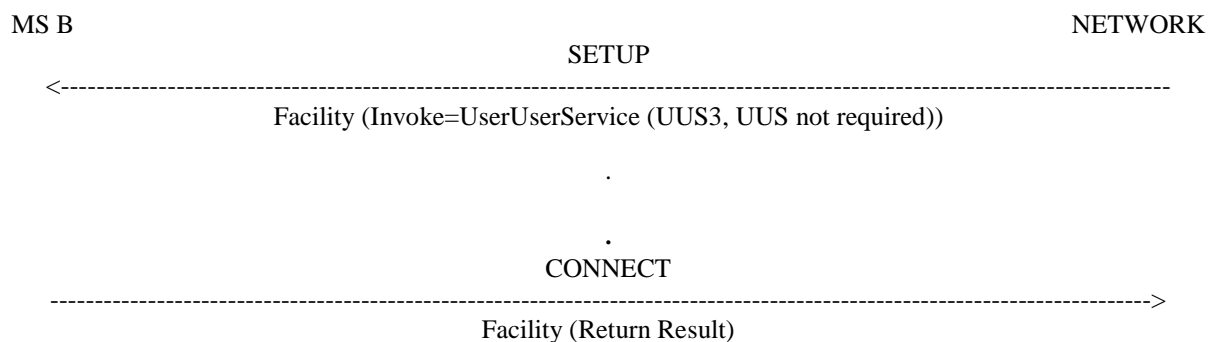 MS B NETWORK
SETUP
<------------------------------------------------------------------------------------------------------------------------------
Facility (Invoke=UserUserService (UUS3, UUS not required))
.
.
CONNECT
------------------------------------------------------------------------------------------------------------------------------>
Facility (Return Result)